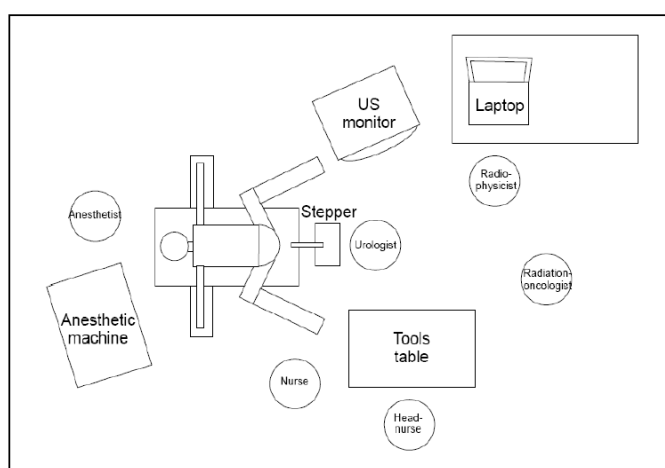 US
monitor
Laptop
Radio-
physicist
Anesthetist
Stepper
Urologist
Radiation-
oncologist
Anesthetic
machine
Tools
table
Nurse
Head-
nurse